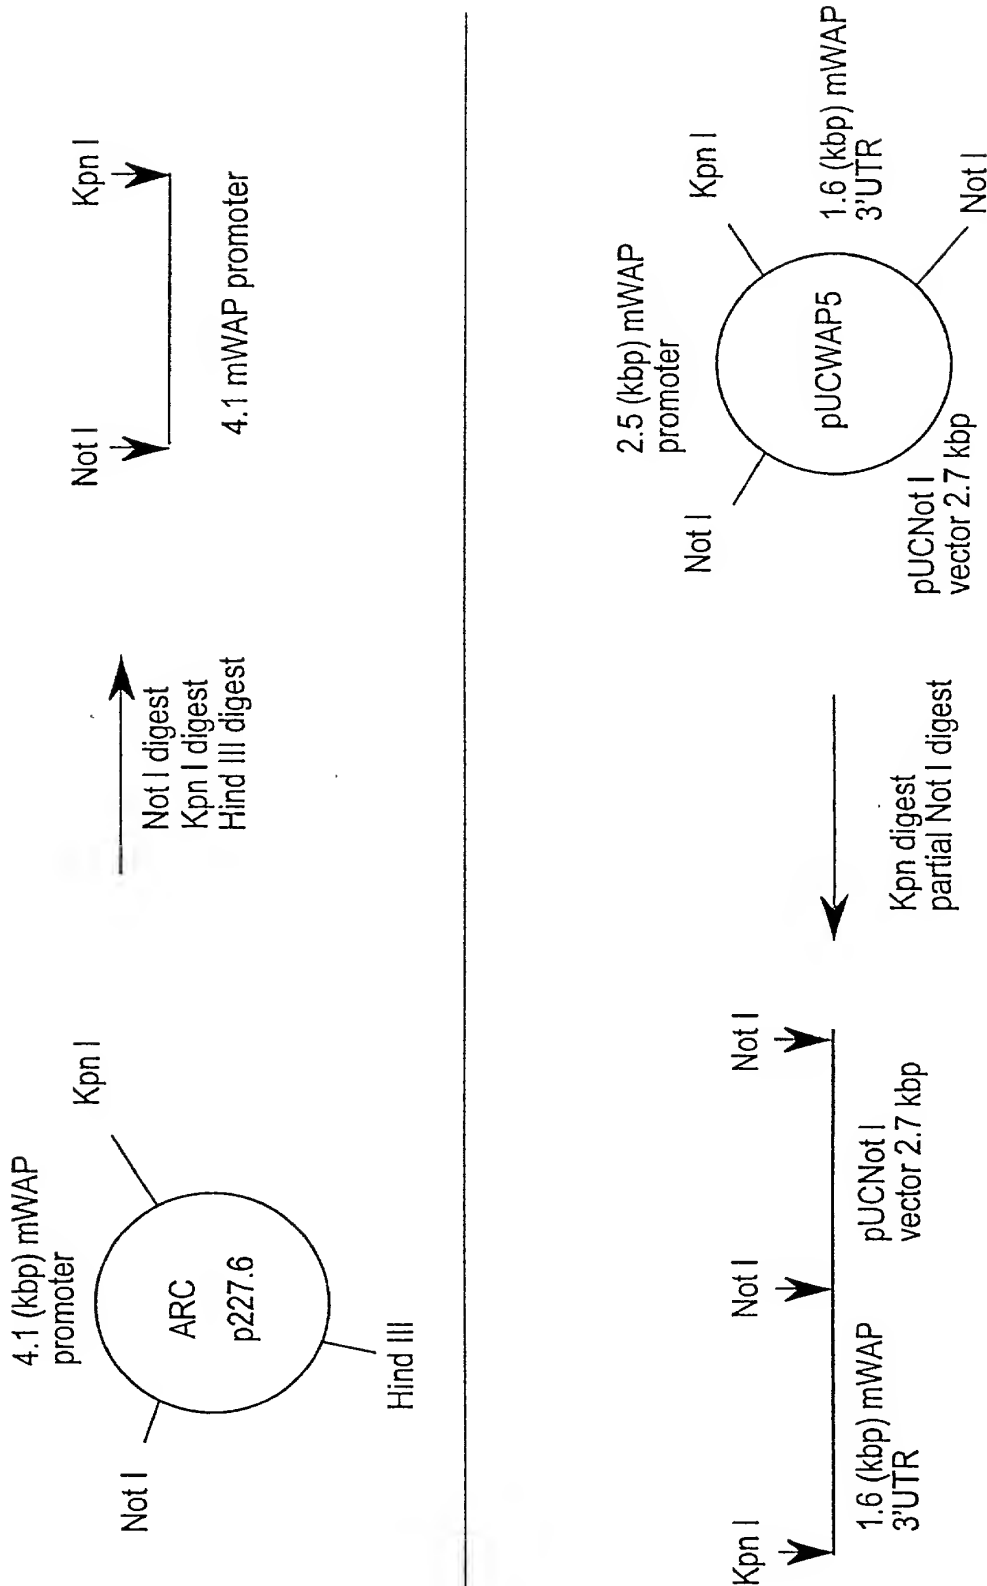 4.1 (kbp) mWAP
promoter
Kpn I
Not I
ARC
p227.6
Hind III
Not I digest
Kpn I digest
Hind III digest
Not I
Kpn I
4.1 mWAP promoter
Kpn I
Not I
Not I
1.6 (kbp) mWAP
3'UTR
pUCNot I
vector 2.7 kbp
Kpn digest
partial Not I digest
2.5 (kbp) mWAP
promoter
Not I
Kpn I
pUCWAP5
1.6 (kbp) mWAP
3'UTR
pUCNot I
vector 2.7 kbp
Not I